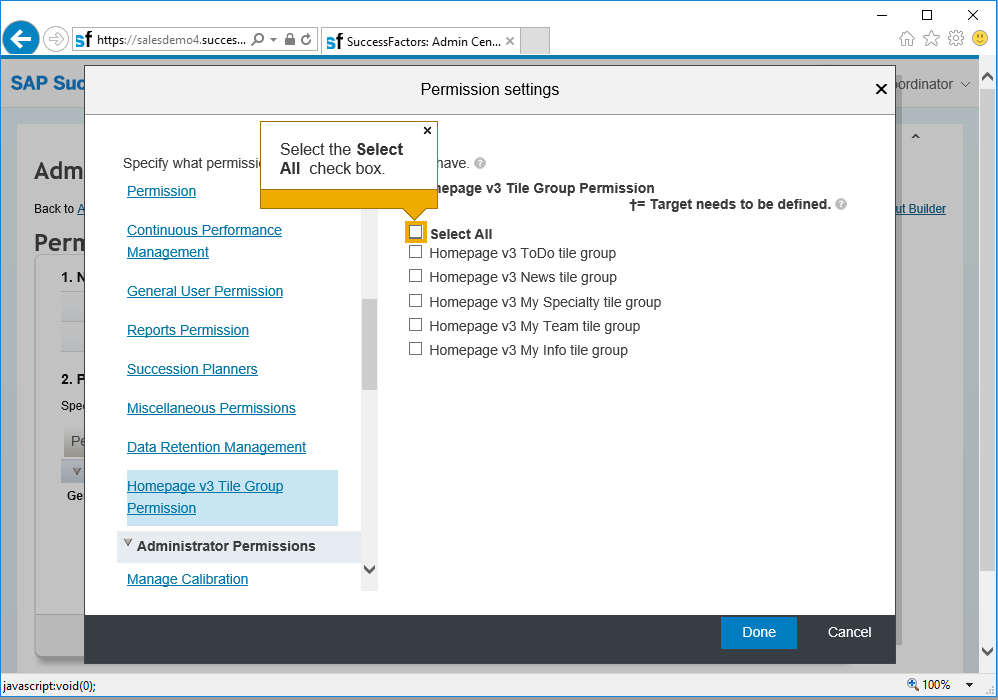 https://salesdemo4.succes...
SuccessFactors: Admin Cen...
SAP Suc
oordinator
Permission settings
Select the Select
All check box.
Specify what permissi
have.
Adm
Permission
mepage v3 Tile Group Permission
Back to A
†= Target needs to be defined.
ut Builder
Continuous Performance
Management
Select All
Perm
Homepage v3 ToDo tile group
1. N
Homepage v3 News tile group
General User Permission
Homepage v3 My Specialty tile group
Reports Permission
Homepage v3 My Team tile group
Homepage v3 My Info tile group
Succession Planners
2. P
Spec
Miscellaneous Permissions
Pe
Data Retention Management
Homepage v3 Tile Group
Permission
Ge
Administrator Permissions
Manage Calibration
Done
Cancel
javascript:void(0);
100%